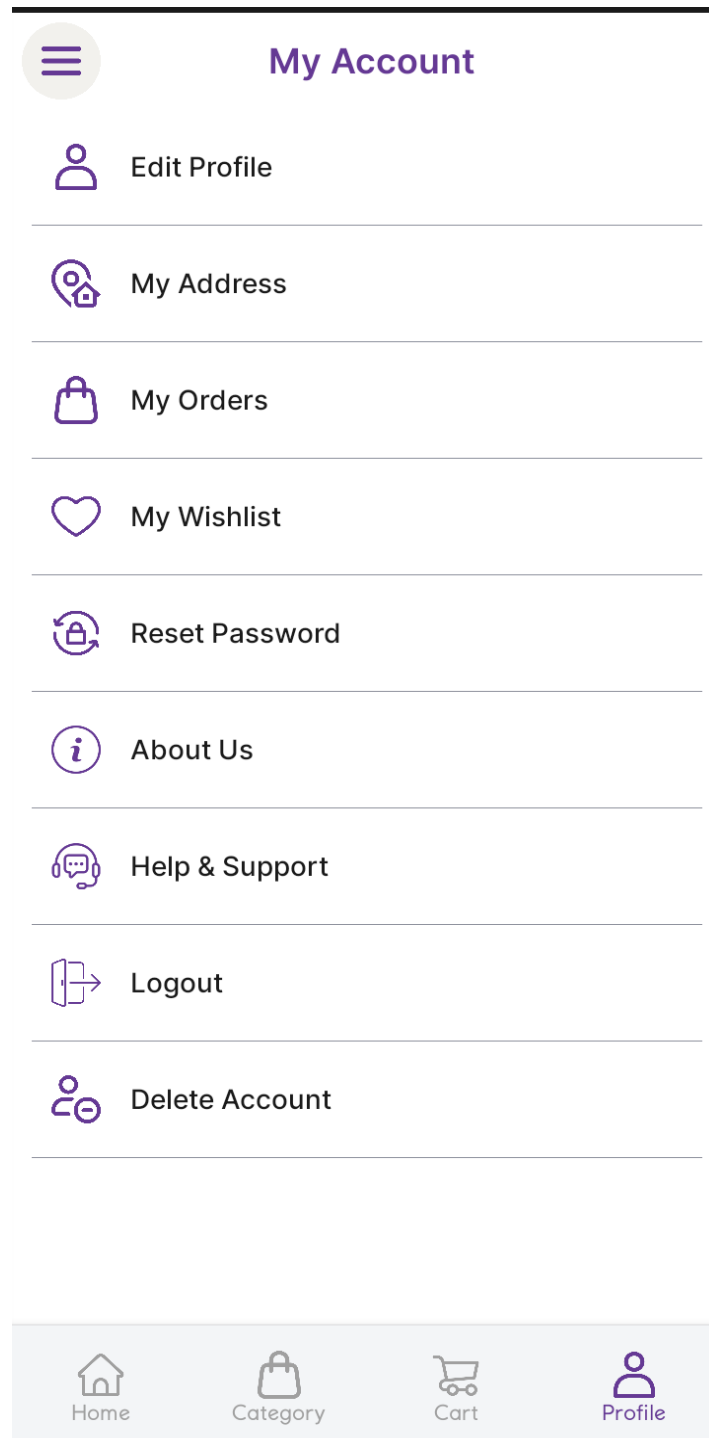 My Account
Edit Profile
My Address
My Orders
My Wishlist
Reset Password
About Us
Help & Support
Logout
Delete Account
Home Category Cart Profile